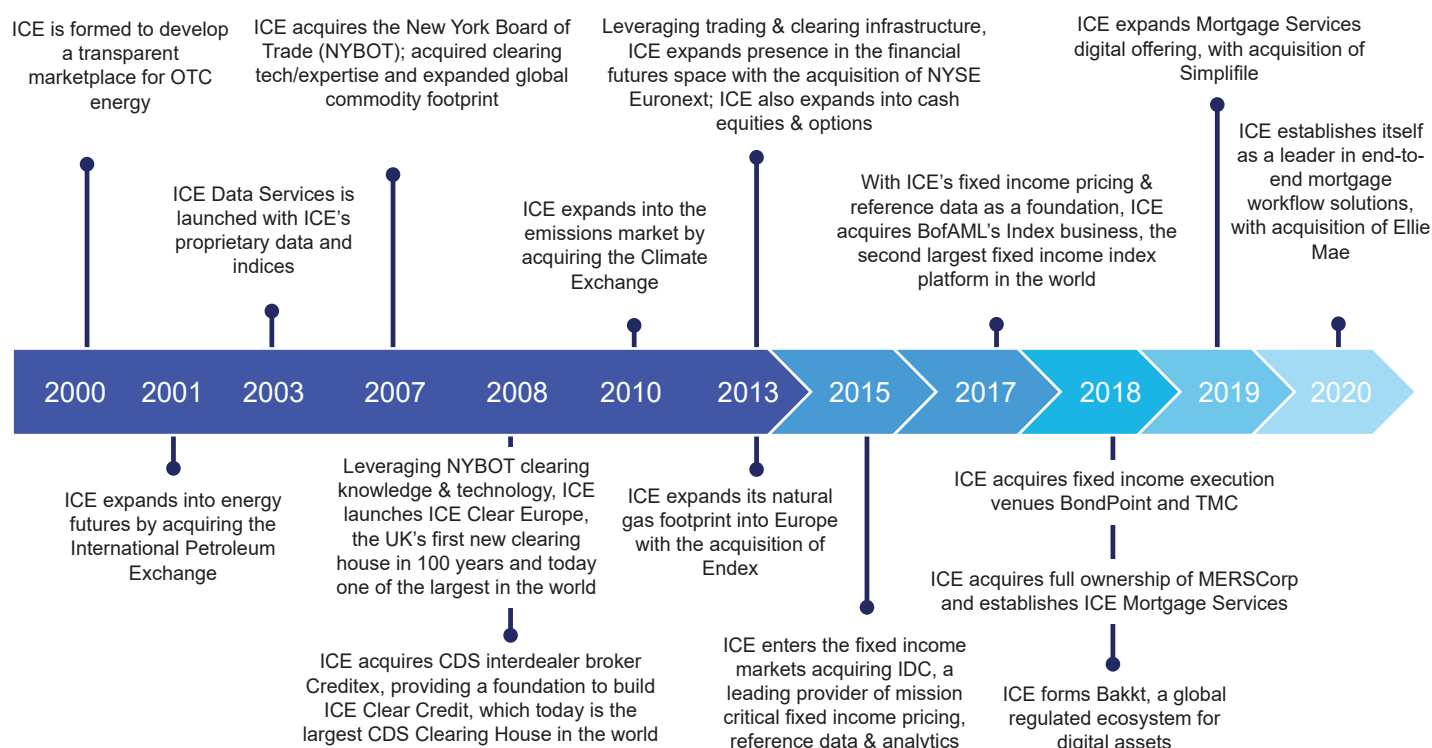 ICE is formed to develop
a transparent
marketplace for OTC
energy
ICE acquires the New York Board of
Trade (NYBOT); acquired clearing
tech/expertise and expanded global
commodity footprint
Leveraging trading & clearing infrastructure,
ICE expands presence in the financial
futures space with the acquisition of NYSE
Euronext; ICE also expands into cash
equities & options
ICE expands Mortgage Services
digital offering, with acquisition of
Simplifile
ICE Data Services is
launched with ICE’s
proprietary data and
indices
ICE expands into the
emissions market by
acquiring the Climate
Exchange
With ICE’s fixed income pricing &
reference data as a foundation, ICE
acquires BofAML’s Index business, the
second largest fixed income index
platform in the world
ICE establishes itself
as a leader in end-to-
end mortgage
workflow solutions,
with acquisition of Ellie
Mae
2000 2001 2003 2007 2008 2010 2013 2015 2017 2018 2019 2020
ICE expands into energy
futures by acquiring the
International Petroleum
Exchange
Leveraging NYBOT clearing
knowledge & technology, ICE
launches ICE Clear Europe,
the UK’s first new clearing
house in 100 years and today
one of the largest in the world
ICE acquires CDS interdealer broker
Creditex, providing a foundation to build
ICE Clear Credit, which today is the
largest CDS Clearing House in the world
ICE expands its natural
gas footprint into Europe
with the acquisition of
Endex
ICE enters the fixed income
markets acquiring IDC, a
leading provider of mission
critical fixed income pricing,
reference data & analytics
ICE acquires fixed income execution
venues BondPoint and TMC
ICE acquires full ownership of MERSCorp
and establishes ICE Mortgage Services
ICE forms Bakkt, a global
regulated ecosystem for
digital assets